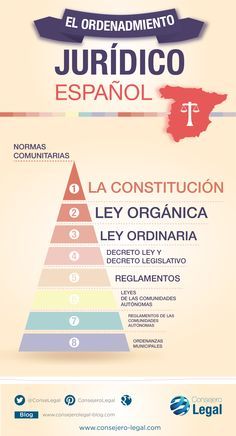 EL ORDENADMIENTO
JURÍDICO
ESPAÑOL
NORMAS
COMUNITARIAS
1 LA CONSTITUCIÓN
2 LEY ORGÁNICA
3 LEY ORDINARIA
4 DECRETO LEY Y
DECRETO LEGISLATIVO
5 REGLAMENTOS
6 LEYES
DE LAS COMUNIDADES
AUTÓNOMAS
7 REGLAMENTOS DE LAS
COMUNIDADES
AUTÓNOMAS
8 ORDENANZAS
MUNICIPALES
@ConseLegal
ConsejeroLegal
Blog www.consejerolegal-blog.com
Consejero
Legal
www.consejero-legal.com